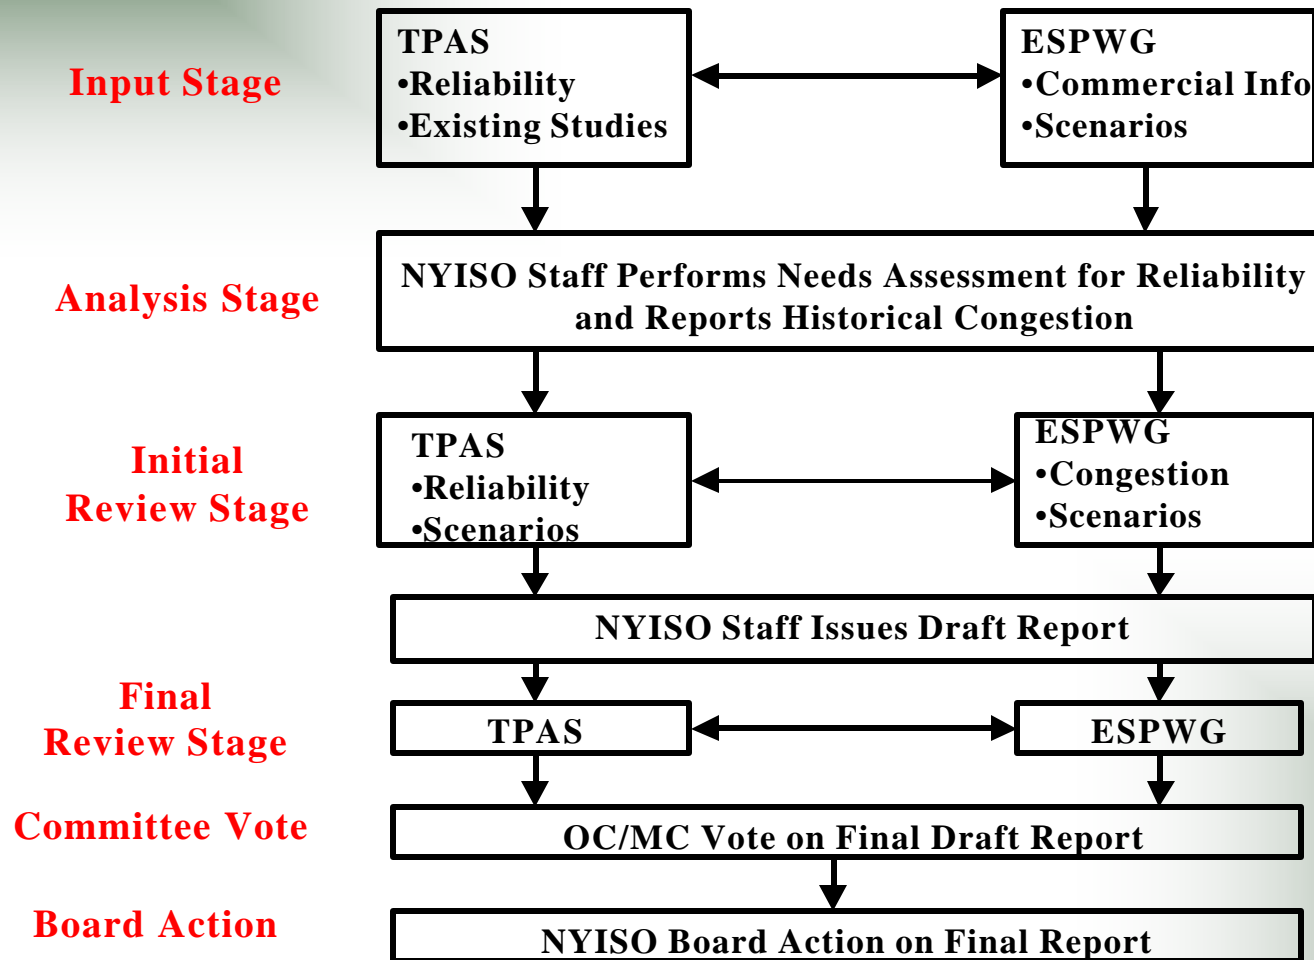 Input Stage
TPAS
•Reliability
•Existing Studies
ESPWG
•Commercial Info
•Scenarios
Analysis Stage
NYISO Staff Performs Needs Assessment for Reliability
and Reports Historical Congestion
Initial
Review Stage
TPAS
•Reliability
•Scenarios
ESPWG
•Congestion
•Scenarios
NYISO Staff Issues Draft Report
Final
Review Stage
TPAS
ESPWG
Committee Vote
OC/MC Vote on Final Draft Report
Board Action
NYISO Board Action on Final Report